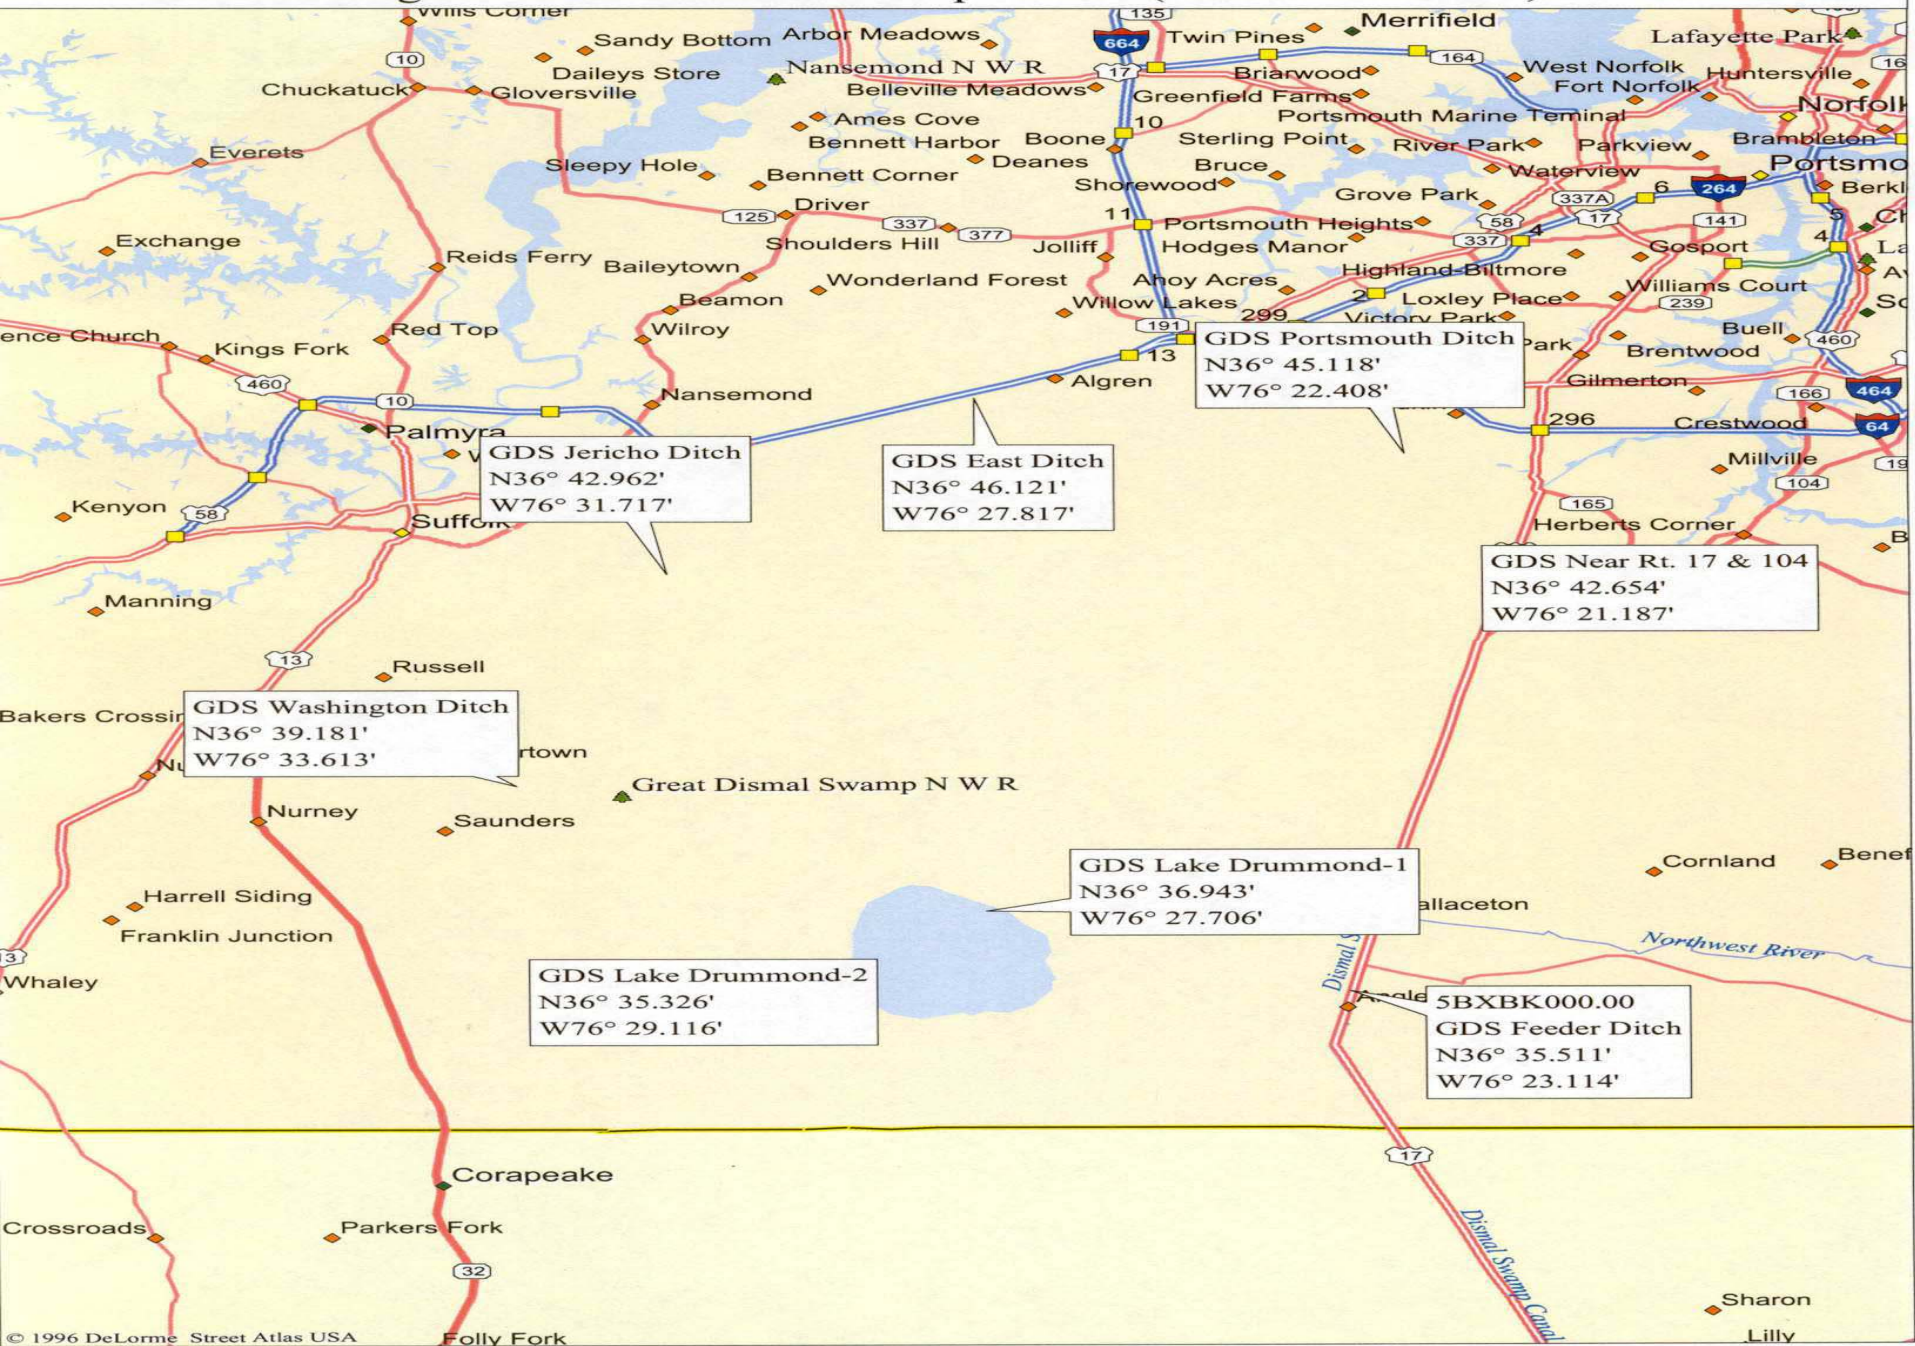 Wills Corner
135
Merrifield
Sandy Bottom
Arbor Meadows
664
Twin Pines
Lafayette Park
10
Daileys Store
Nansemond N W R
17
Briarwood
164
West Norfolk
Huntersville
Chuckatuck
Gloversville
Belleville Meadows
Greenfield Farms
Fort Norfolk
Ames Cove
10
Portsmouth Marine Teminal
Bennett Harbor
Boone
Sterling Point
River Park
Parkview
Brambleton
Everets
Sleepy Hole
Deanes
Bruce
Waterview
Bennett Corner
Shorewood
Grove Park
337A
6
264
125
Driver
337
377
11
Portsmouth Heights
58
17
141
5
Exchange
Shoulders Hill
Jolliff
Hodges Manor
337
4
Gosport
4
Reids Ferry
Baileytown
Wonderland Forest
Ahoy Acres
Highland-Biltmore
Williams Court
Beamon
Willow Lakes
299
2
Loxley Place
239
Red Top
Wilroy
191
Victory Park
Buell
Kings Fork
13
Brentwood
460
460
Algren
Gilmerton
464
10
Nansemond
166
Palmyra
296
Crestwood
64
GDS Portsmouth Ditch
N36° 45.118'
W76° 22.408'
GDS Jericho Ditch
N36° 42.962'
W76° 31.717'
GDS East Ditch
N36° 46.121'
W76° 27.817'
Millville
104
Kenyon
58
Suffolk
165
Herberts Corner
GDS Near Rt. 17 & 104
N36° 42.654'
W76° 21.187'
Manning
13
Russell
GDS Washington Ditch
N36° 39.181'
W76° 33.613'
Great Dismal Swamp N W R
Nurney
Saunders
GDS Lake Drummond-1
N36° 36.943'
W76° 27.706'
Cornland
Harrell Siding
Franklin Junction
Northwest River
Whaley
GDS Lake Drummond-2
N36° 35.326'
W76° 29.116'
5BXBK000.00
GDS Feeder Ditch
N36° 35.511'
W76° 23.114'
17
Corapeake
Crossroads
Parkers Fork
Dismal Swamp Canal
32
Sharon
© 1996 DeLorme Street Atlas USA
Folly Fork
Lilly